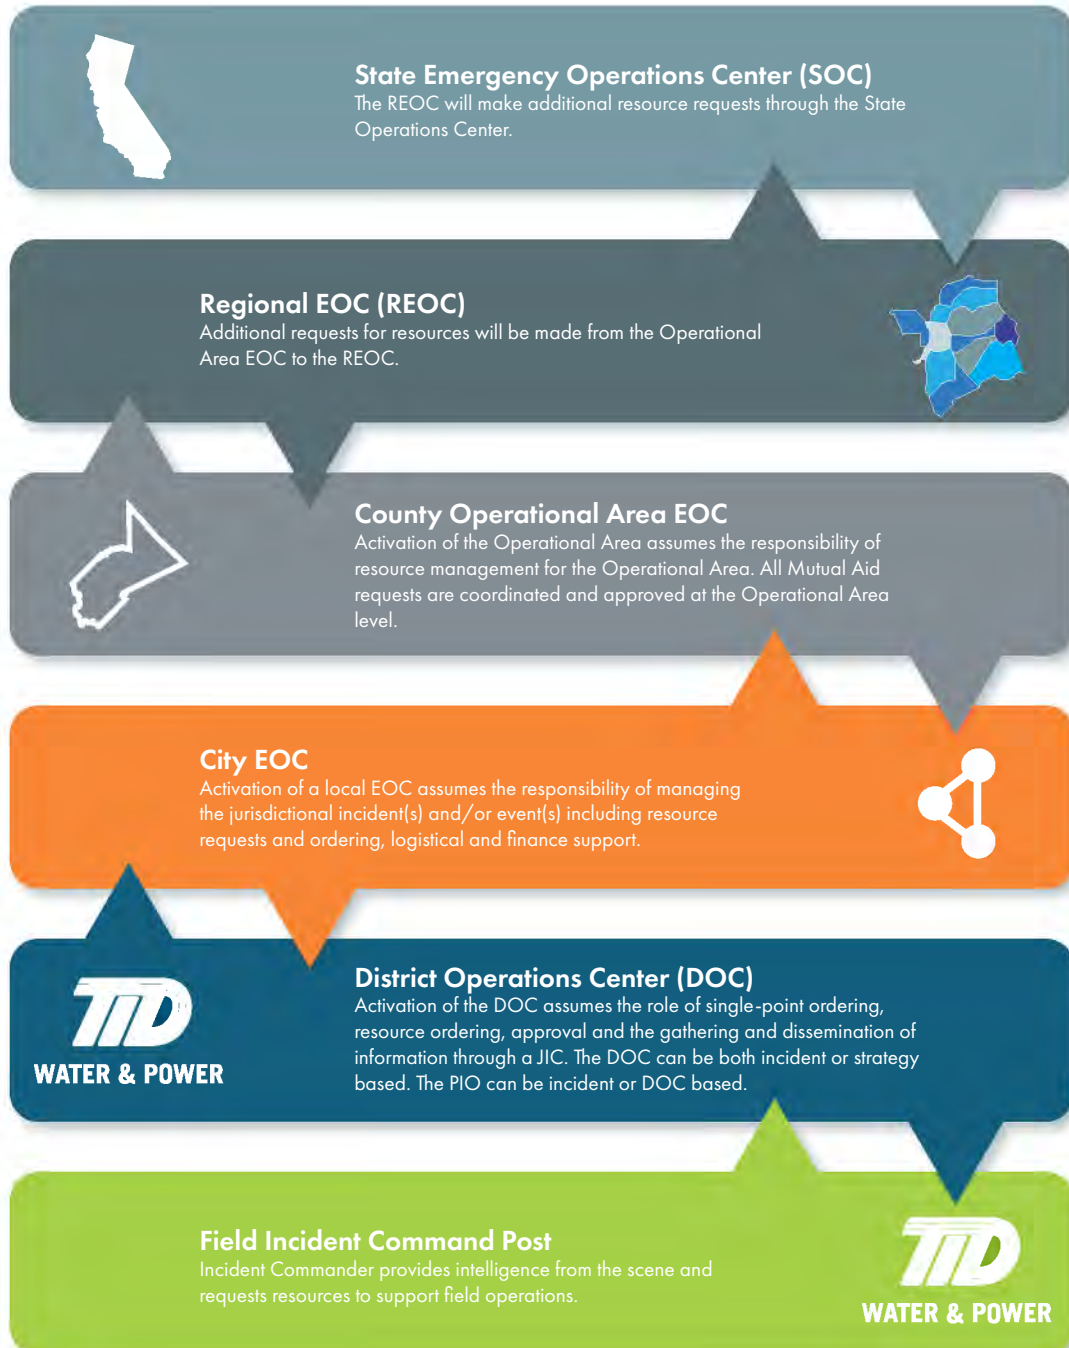 State Emergency Operations Center (SOC)
The REOC will make additional resource requests through the State
Operations Center.
Regional EOC (REOC)
Additional requests for resources will be made from the Operational
Area EOC to the REOC.
County Operational Area EOC
Activation of the Operational Area assumes the responsibility of
resource management for the Operational Area. All Mutual Aid
requests are coordinated and approved at the Operational Area
level.
City EOC
Activation of a local EOC assumes the responsibility of managing
the jurisdictional incident(s) and/or event(s) including resource
requests and ordering, logistical and finance support.
TID
WATER & POWER
District Operations Center (DOC)
Activation of the DOC assumes the role of single-point ordering,
resource ordering, approval and the gathering and dissemination of
information through a JIC. The DOC can be both incident or strategy
based. The PIO can be incident or DOC based.
Field Incident Command Post
Incident Commander provides intelligence from the scene and
requests resources to support field operations.
TID
WATER & POWER